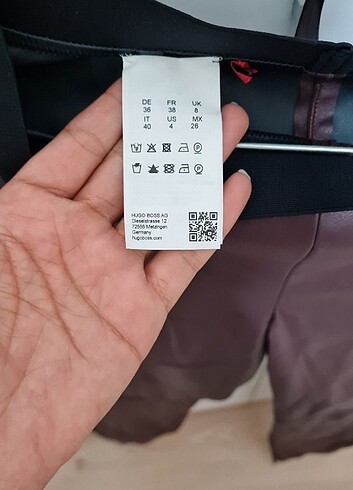 DE FR UK
36 38 8
IT US MX
40 4 26
HUGO BOSS AG
Dieselstrasse 12
72555 Metzingen
Germany
hugoboss.com